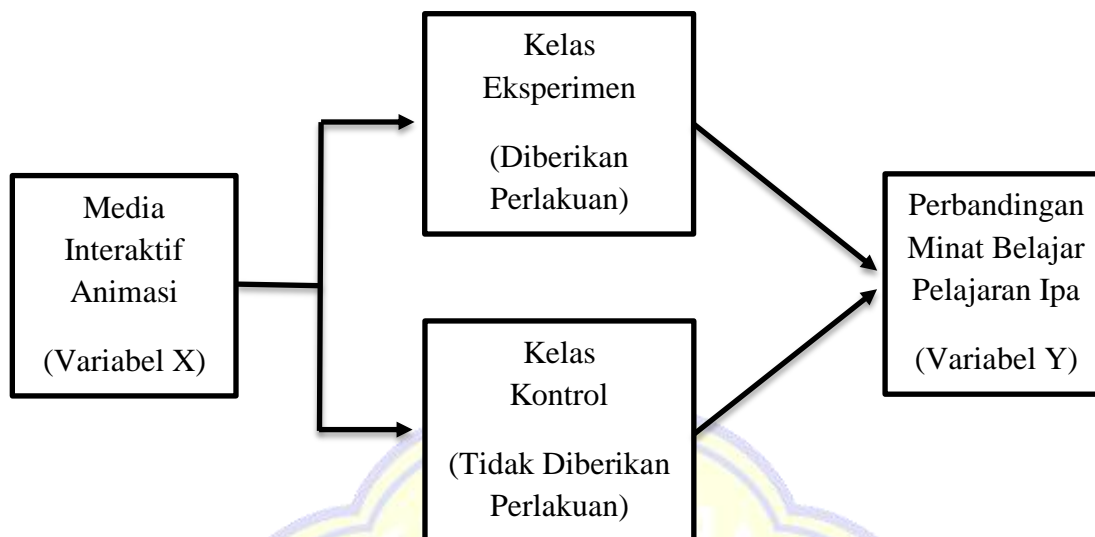 Media
Interaktif
Animasi
(Variabel X)
Kelas
Eksperimen
(Diberikan
Perlakuan)
Kelas
Kontrol
(Tidak Diberikan
Perlakuan)
Perbandingan
Minat Belajar
Pelajaran Ipa
(Variabel Y)